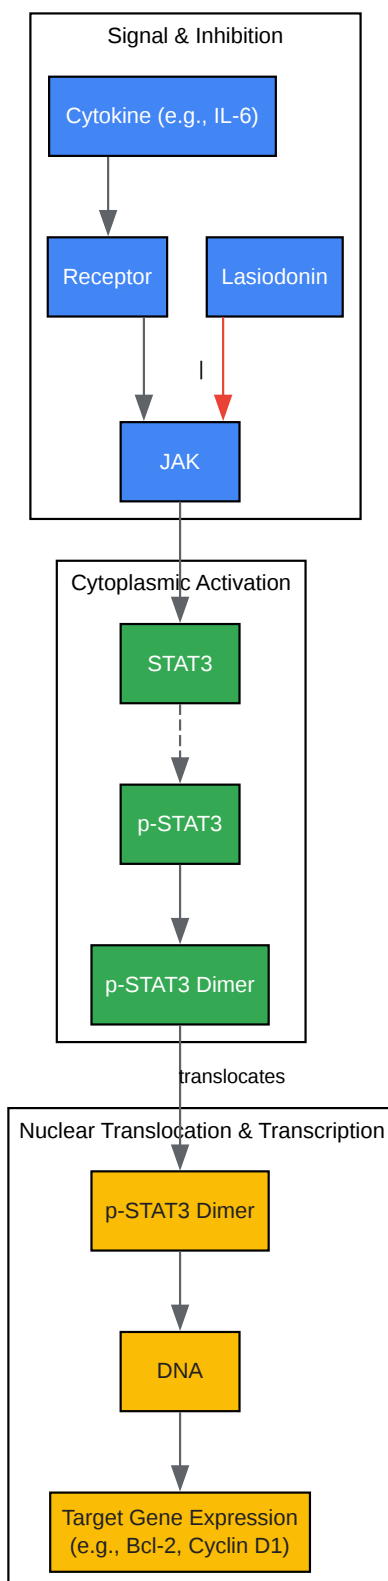 Signal & Inhibition
Cytokine (e.g., IL-6)
Receptor
Lasiodonin
|
JAK
Cytoplasmic Activation
STAT3
p-STAT3
p-STAT3 Dimer
translocates
Nuclear Translocation & Transcription
p-STAT3 Dimer
DNA
Target Gene Expression
(e.g., Bcl-2, Cyclin D1)